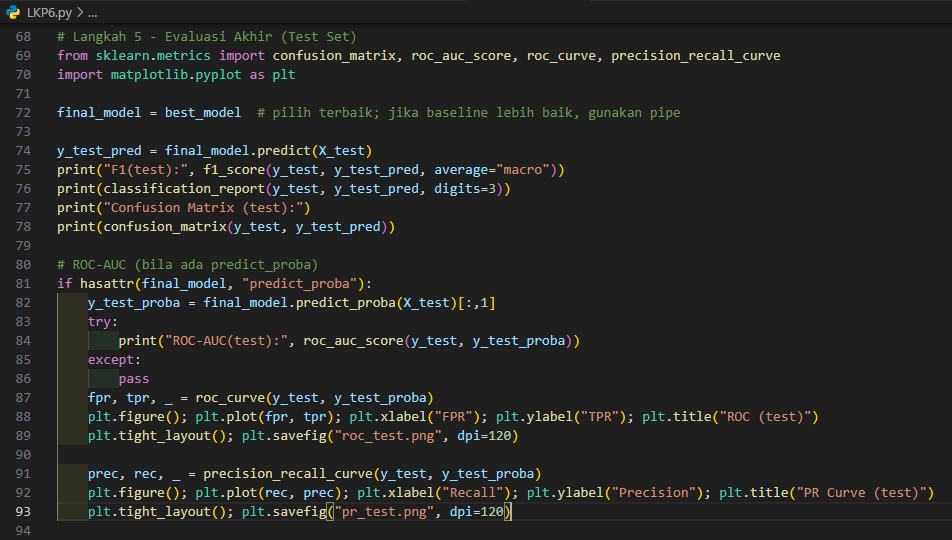 LKP6.py > ...
68 # Langkah 5 - Evaluasi Akhir (Test Set)
69 from sklearn.metrics import confusion_matrix, roc_auc_score, roc_curve, precision_recall_curve
70 import matplotlib.pyplot as plt
71
72 final_model = best_model  # pilih terbaik; jika baseline lebih baik, gunakan pipe
73
74 y_test_pred = final_model.predict(X_test)
75 print("F1(test):", f1_score(y_test, y_test_pred, average="macro"))
76 print(classification_report(y_test, y_test_pred, digits=3))
77 print("Confusion Matrix (test):")
78 print(confusion_matrix(y_test, y_test_pred))
79
80 # ROC-AUC (bila ada predict_proba)
81 if hasattr(final_model, "predict_proba"):
82     y_test_proba = final_model.predict_proba(X_test)[:,1]
83     try:
84         print("ROC-AUC(test):", roc_auc_score(y_test, y_test_proba))
85     except:
86         pass
87     fpr, tpr, _ = roc_curve(y_test, y_test_proba)
88     plt.figure(); plt.plot(fpr, tpr); plt.xlabel("FPR"); plt.ylabel("TPR"); plt.title("ROC (test)")
89     plt.tight_layout(); plt.savefig("roc_test.png", dpi=120)
90
91     prec, rec, _ = precision_recall_curve(y_test, y_test_proba)
92     plt.figure(); plt.plot(rec, prec); plt.xlabel("Recall"); plt.ylabel("Precision"); plt.title("PR Curve (test)")
93     plt.tight_layout(); plt.savefig("pr_test.png", dpi=120)
94